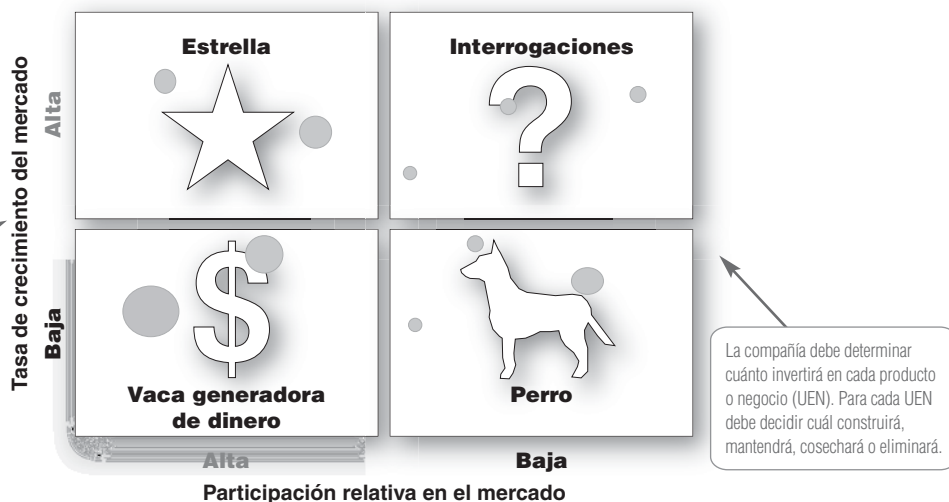 Tasa de crecimiento del mercado
Alta
Baja
Estrella
Interrogaciones
?
$
Vaca generadora
de dinero
Perro
Alta
Baja
Participación relativa en el mercado
La compañía debe determinar
cuánto invertirá en cada producto
o negocio (UEN). Para cada UEN
debe decidir cuál construirá,
mantendrá, cosechará o eliminará.